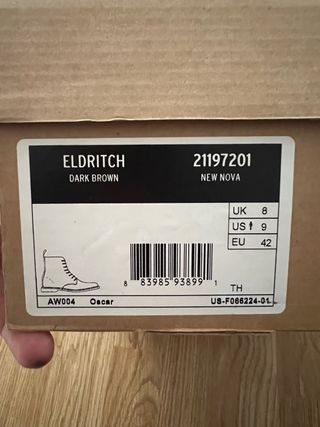 ELDRITCH 21197201
DARK BROWN NEW NOVA
UK 8
US 9
EU 42
8 83985 93899 1
TH
AW004 Oscar US-F066224-01